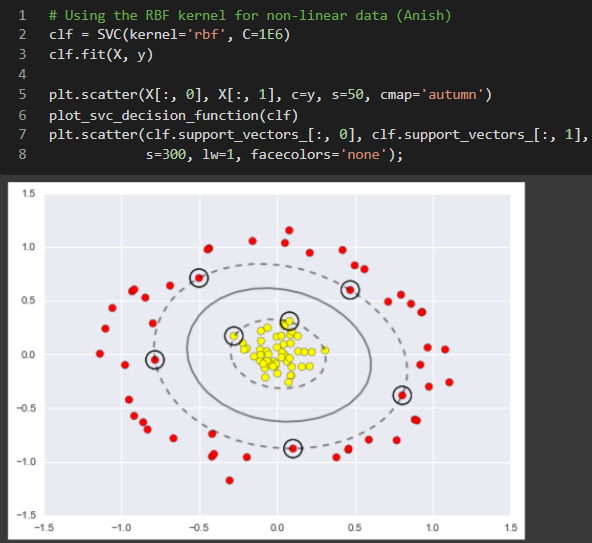 1 # Using the RBF kernel for non-linear data (Anish)
2 clf = SVC(kernel='rbf', C=1E6)
3 clf.fit(X, y)
4
5 plt.scatter(X[:, 0], X[:, 1], c=y, s=50, cmap='autumn')
6 plot_svc_decision_function(clf)
7 plt.scatter(clf.support_vectors_[:, 0], clf.support_vectors_[:, 1],
8 s=300, lw=1, facecolors='none');
1.5
1.0
0.5
0.0
−0.5
−1.0
−1.5
−1.5 −1.0 −0.5 0.0 0.5 1.0 1.5